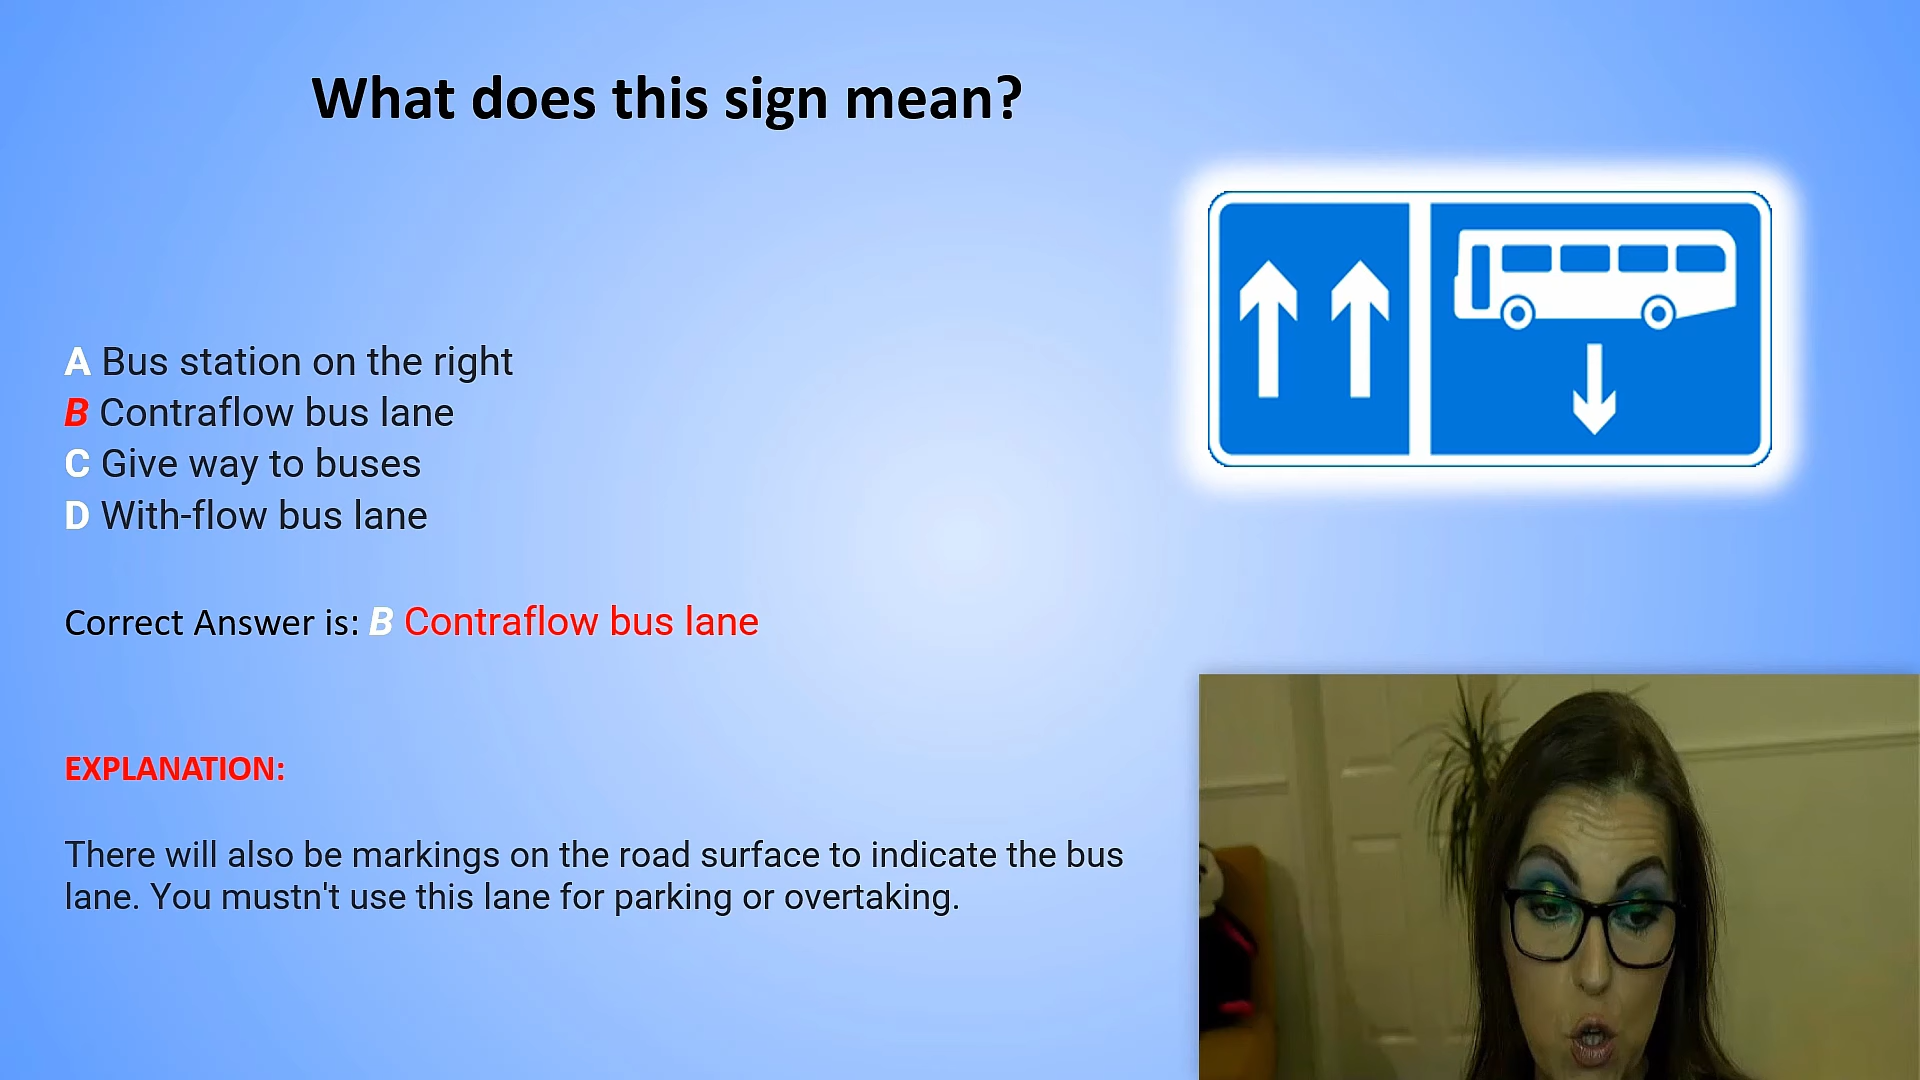 What does this sign mean?
A Bus station on the right
B Contraflow bus lane
C Give way to buses
D With-flow bus lane
Correct Answer is: B Contraflow bus lane
EXPLANATION:
There will also be markings on the road surface to indicate the bus
lane. You mustn't use this lane for parking or overtaking.